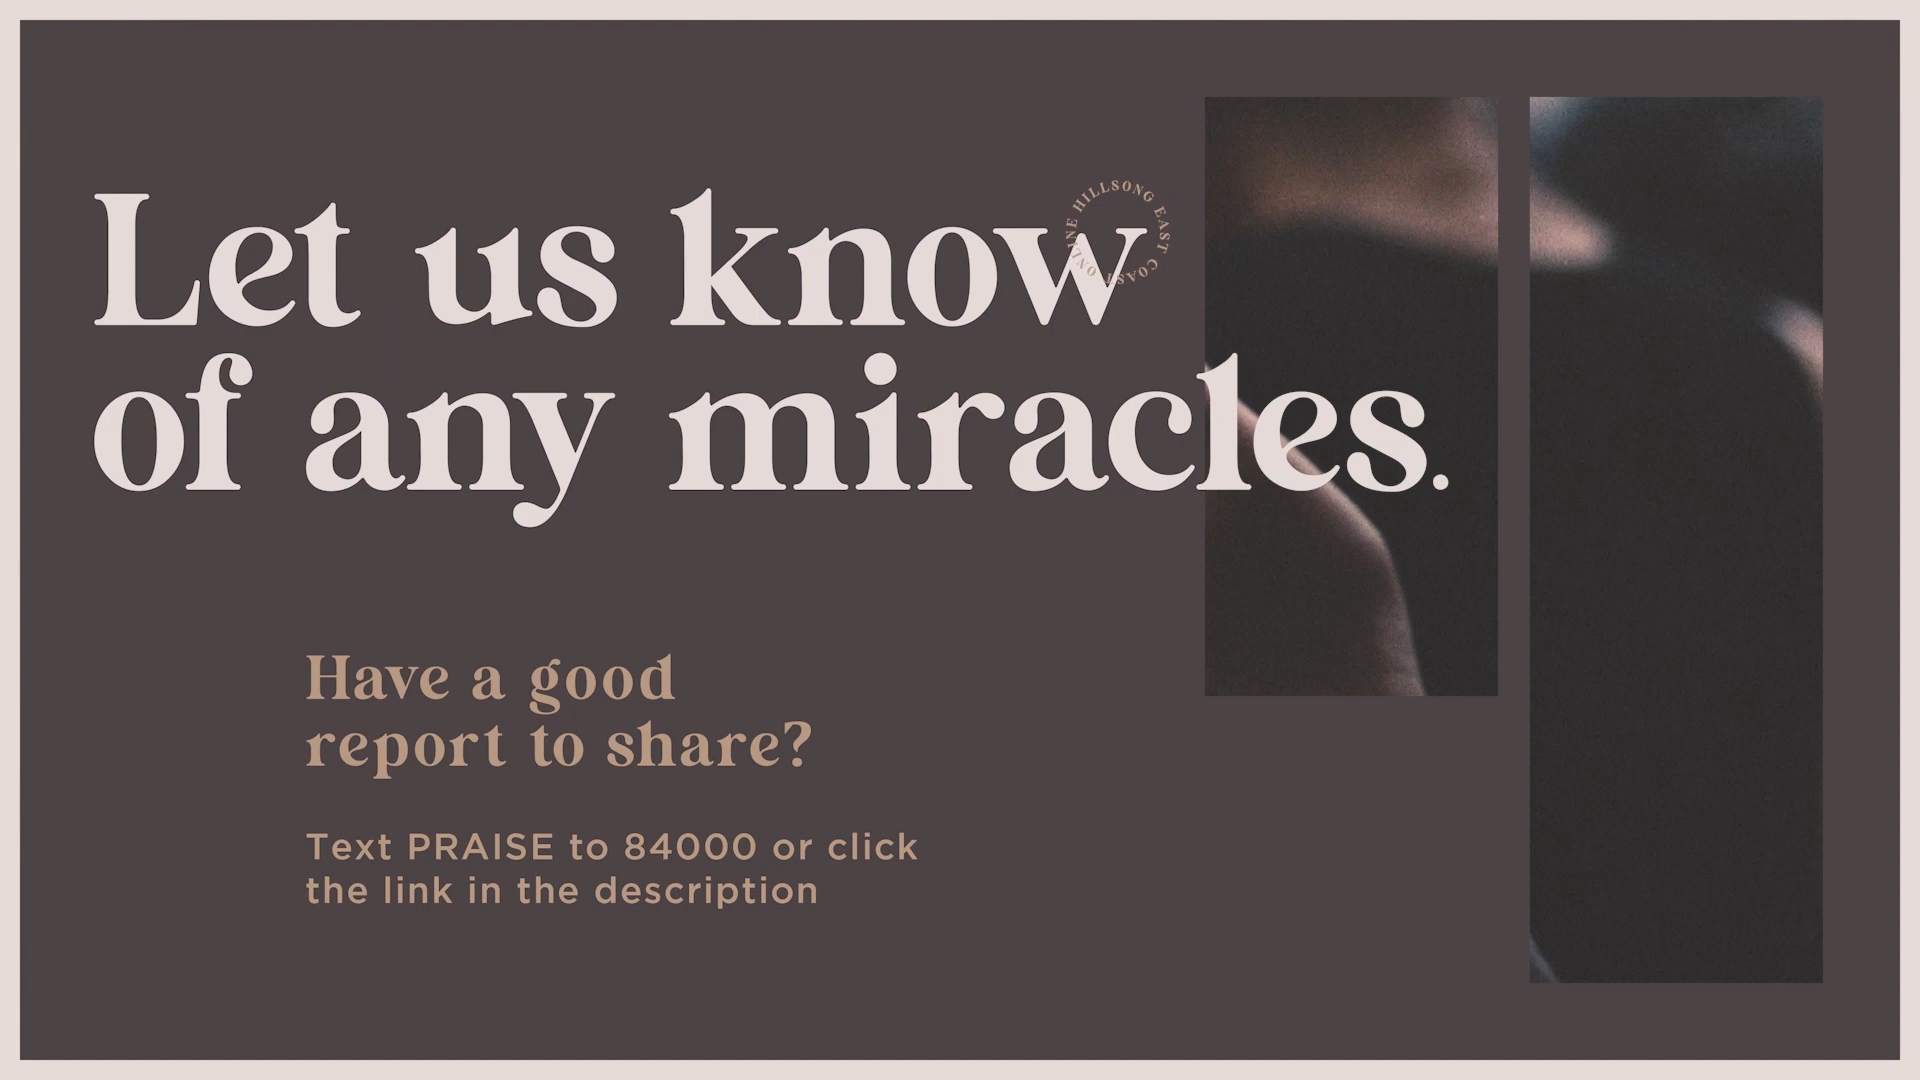 Let us know
of any miracles.
HILLSONG EAST COAST ONLINE
Have a good
report to share?
Text PRAISE to 84000 or click
the link in the description